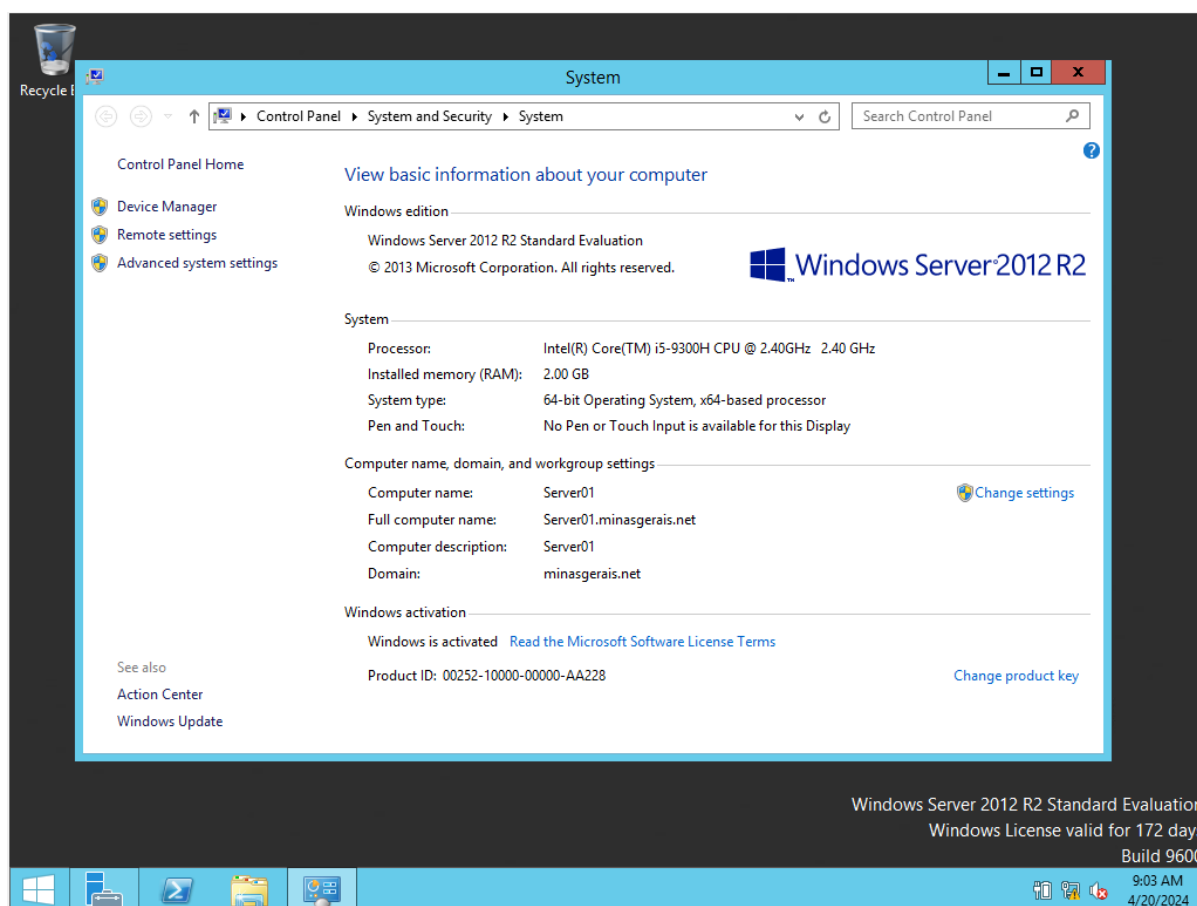 Recycle B
System
Control Panel System and Security System
Search Control Panel
Control Panel Home
Device Manager
Remote settings
Advanced system settings
View basic information about your computer
Windows edition
Windows Server 2012 R2 Standard Evaluation
© 2013 Microsoft Corporation. All rights reserved.
Windows Server 2012 R2
System
Processor: Intel(R) Core(TM) i5-9300H CPU @ 2.40GHz 2.40 GHz
Installed memory (RAM): 2.00 GB
System type: 64-bit Operating System, x64-based processor
Pen and Touch: No Pen or Touch Input is available for this Display
Computer name, domain, and workgroup settings
Computer name: Server01
Change settings
Full computer name: Server01.minasgerais.net
Computer description: Server01
Domain: minasgerais.net
Windows activation
Windows is activated Read the Microsoft Software License Terms
Product ID: 00252-10000-00000-AA228
Change product key
See also
Action Center
Windows Update
Windows Server 2012 R2 Standard Evaluation
Windows License valid for 172 days
Build 9600
9:03 AM
4/20/2024